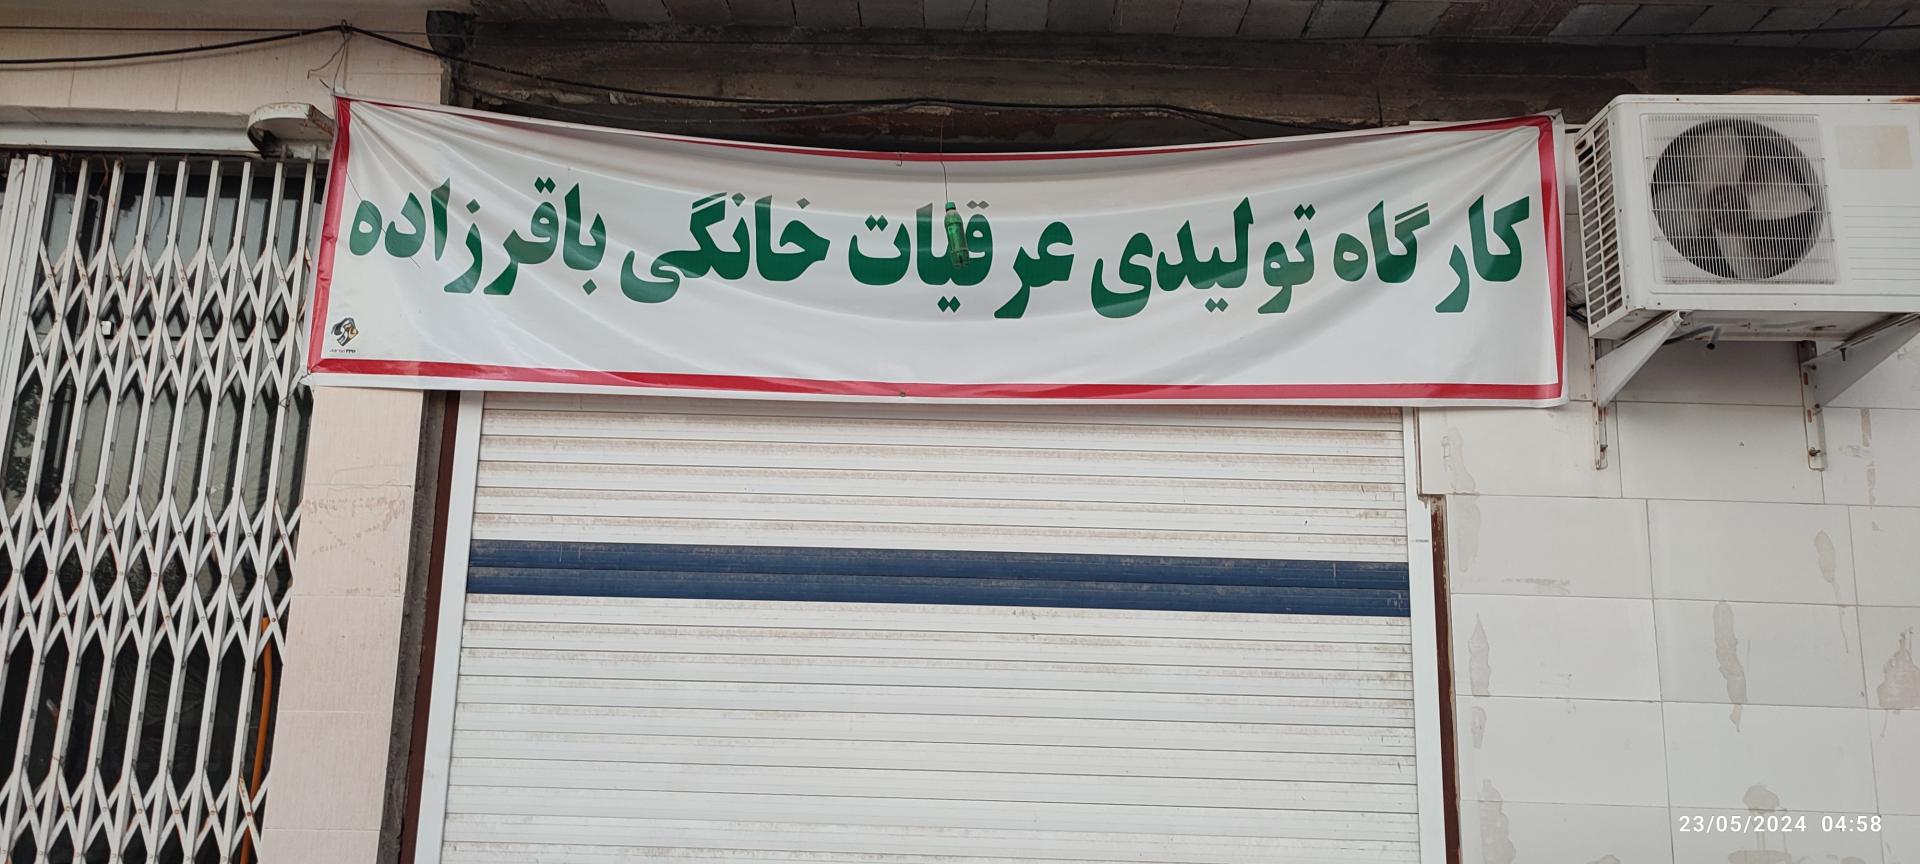 کارگاه تولیدی عرقیات خانگی باقرزاده
23/05/2024 04:58